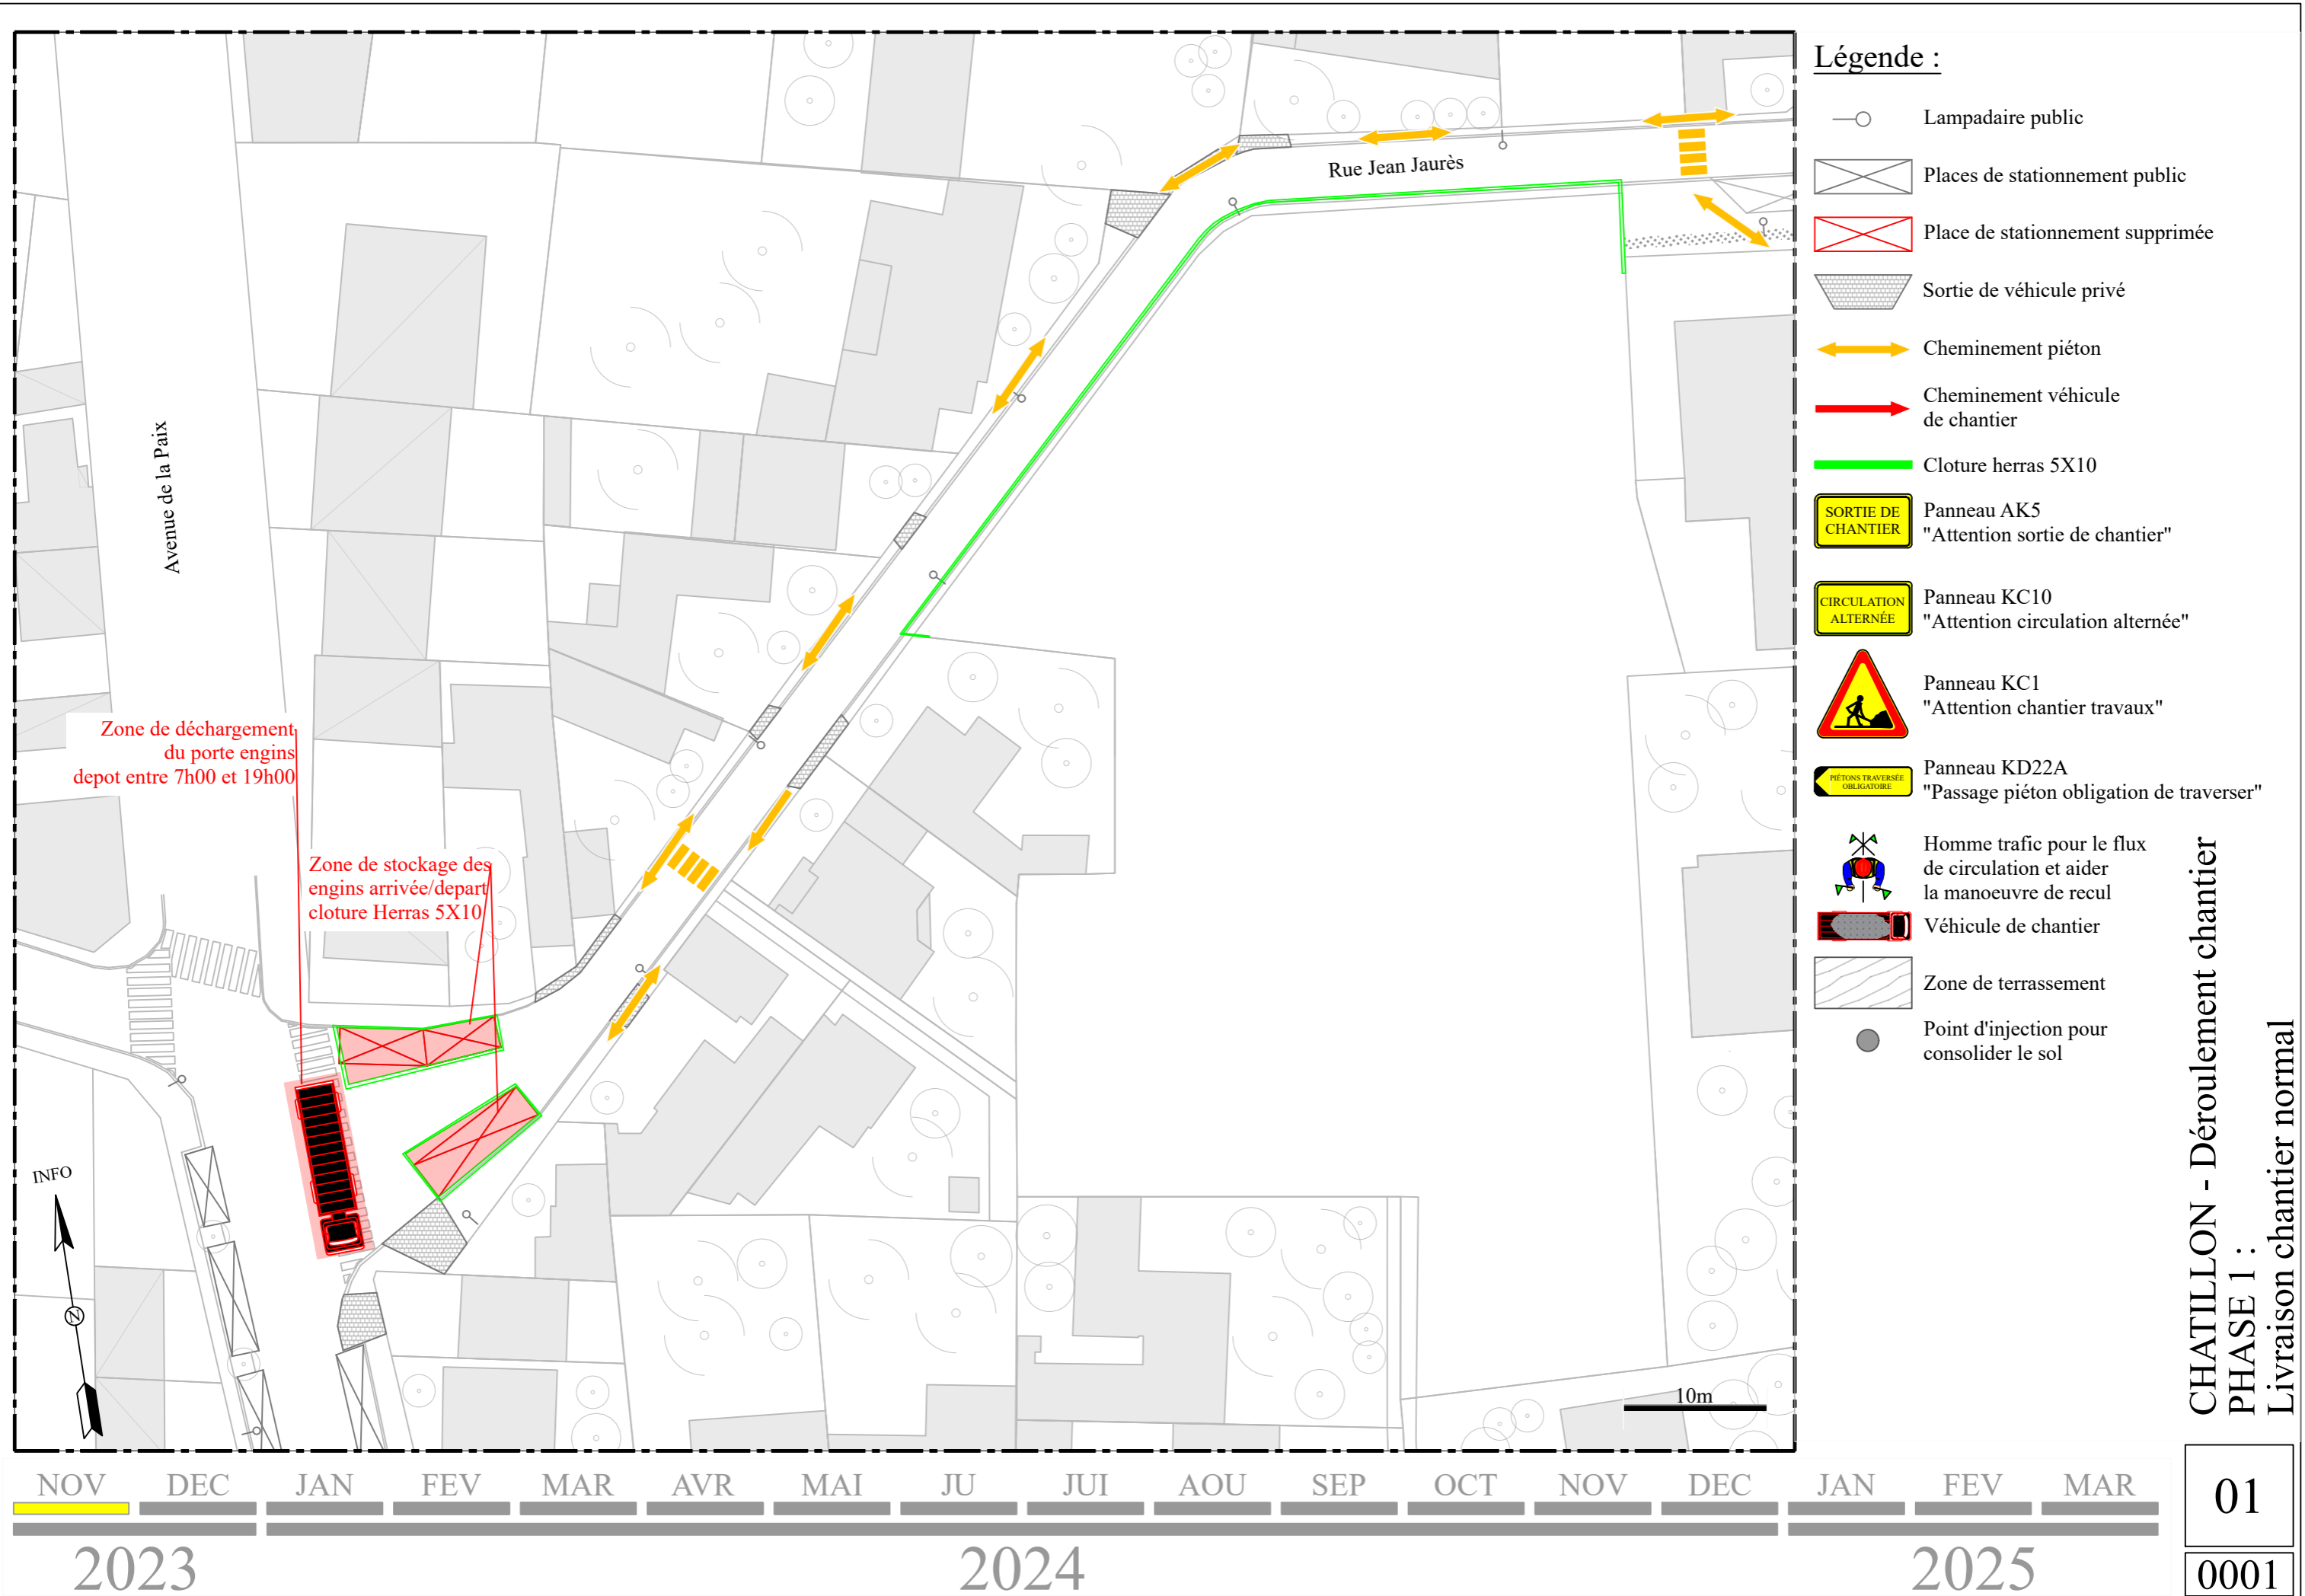 Légende :
Lampadaire public
Places de stationnement public
Place de stationnement supprimée
Sortie de véhicule privé
Cheminement piéton
Cheminement véhicule
de chantier
Cloture herras 5X10
SORTIE DE
CHANTIER
Panneau AK5
"Attention sortie de chantier"
CIRCULATION
ALTERNÉE
Panneau KC10
"Attention circulation alternée"
Panneau KC1
"Attention chantier travaux"
PIÉTONS TRAVERSÉE
OBLIGATOIRE
Panneau KD22A
"Passage piéton obligation de traverser"
Homme trafic pour le flux
de circulation et aider
la manoeuvre de recul
Véhicule de chantier
Zone de terrassement
Point d'injection pour
consolider le sol
Rue Jean Jaurès
Avenue de la Paix
Zone de déchargement
du porte engins
depot entre 7h00 et 19h00
Zone de stockage des
engins arrivée/depart
cloture Herras 5X10
INFO
N
10m
CHATILLON - Déroulement chantier
PHASE 1 :
Livraison chantier normal
NOV DEC JAN FEV MAR AVR MAI JU JUI AOU SEP OCT NOV DEC JAN FEV MAR
2023 2024 2025
01
0001